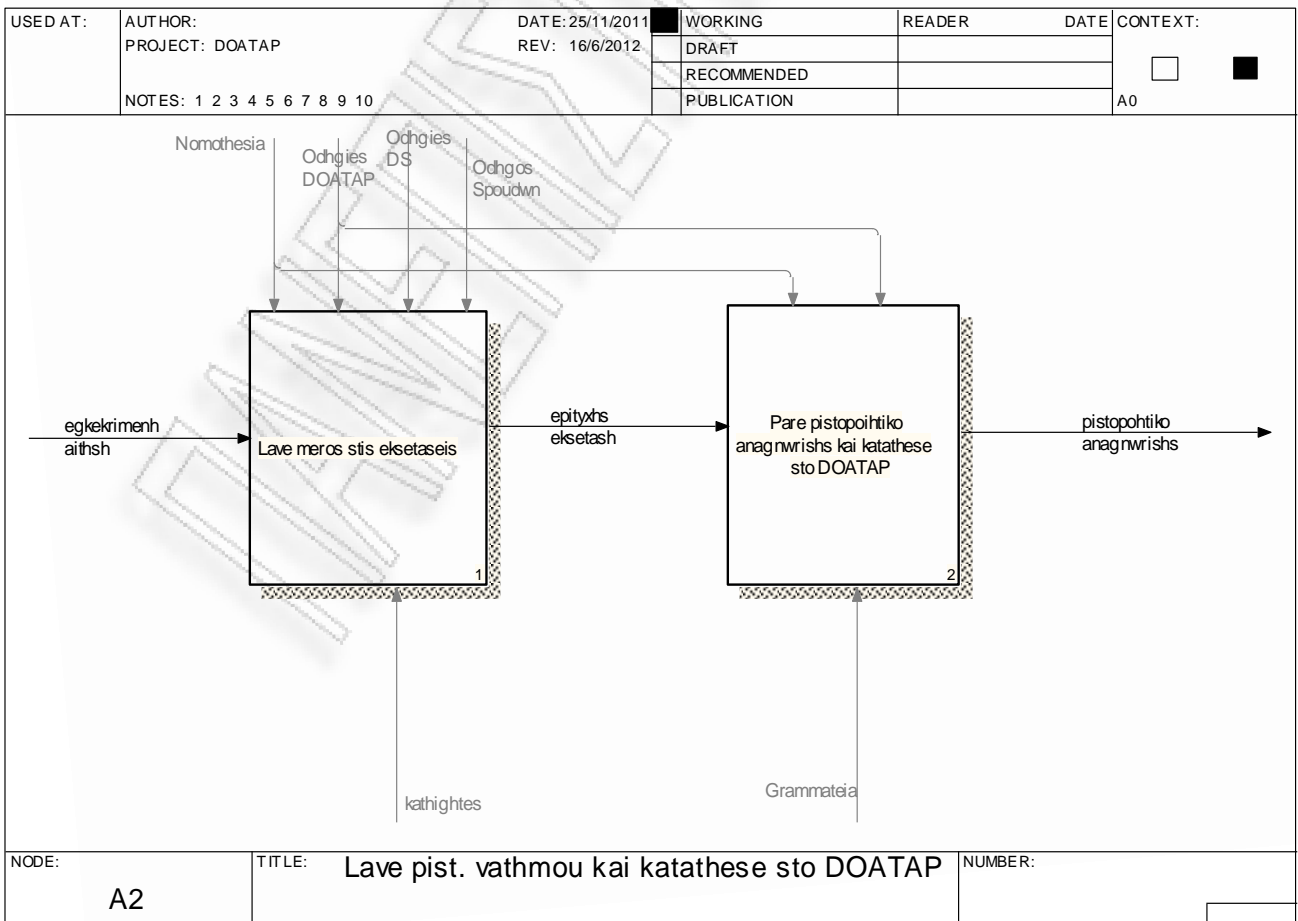 USED AT:
AUTHOR:
DATE: 25/11/2011
WORKING
READER
DATE
CONTEXT:
PROJECT: DOATAP
REV: 16/6/2012
DRAFT
RECOMMENDED
NOTES: 1 2 3 4 5 6 7 8 9 10
PUBLICATION
A0
Nomothesia
Odhgies
DOATAP
Odhgies
DS
Odhgos
Spoudwn
egkekrimenh
aithsh
Lave meros stis eksetaseis
1
epityxhs
eksetash
Pare pistopoihtiko
anagnwrishs kai katathese
sto DOATAP
2
pistopohtiko
anagnwrishs
kathightes
Grammateia
NODE:
A2
TITLE:
Lave pist. vathmou kai katathese sto DOATAP
NUMBER: